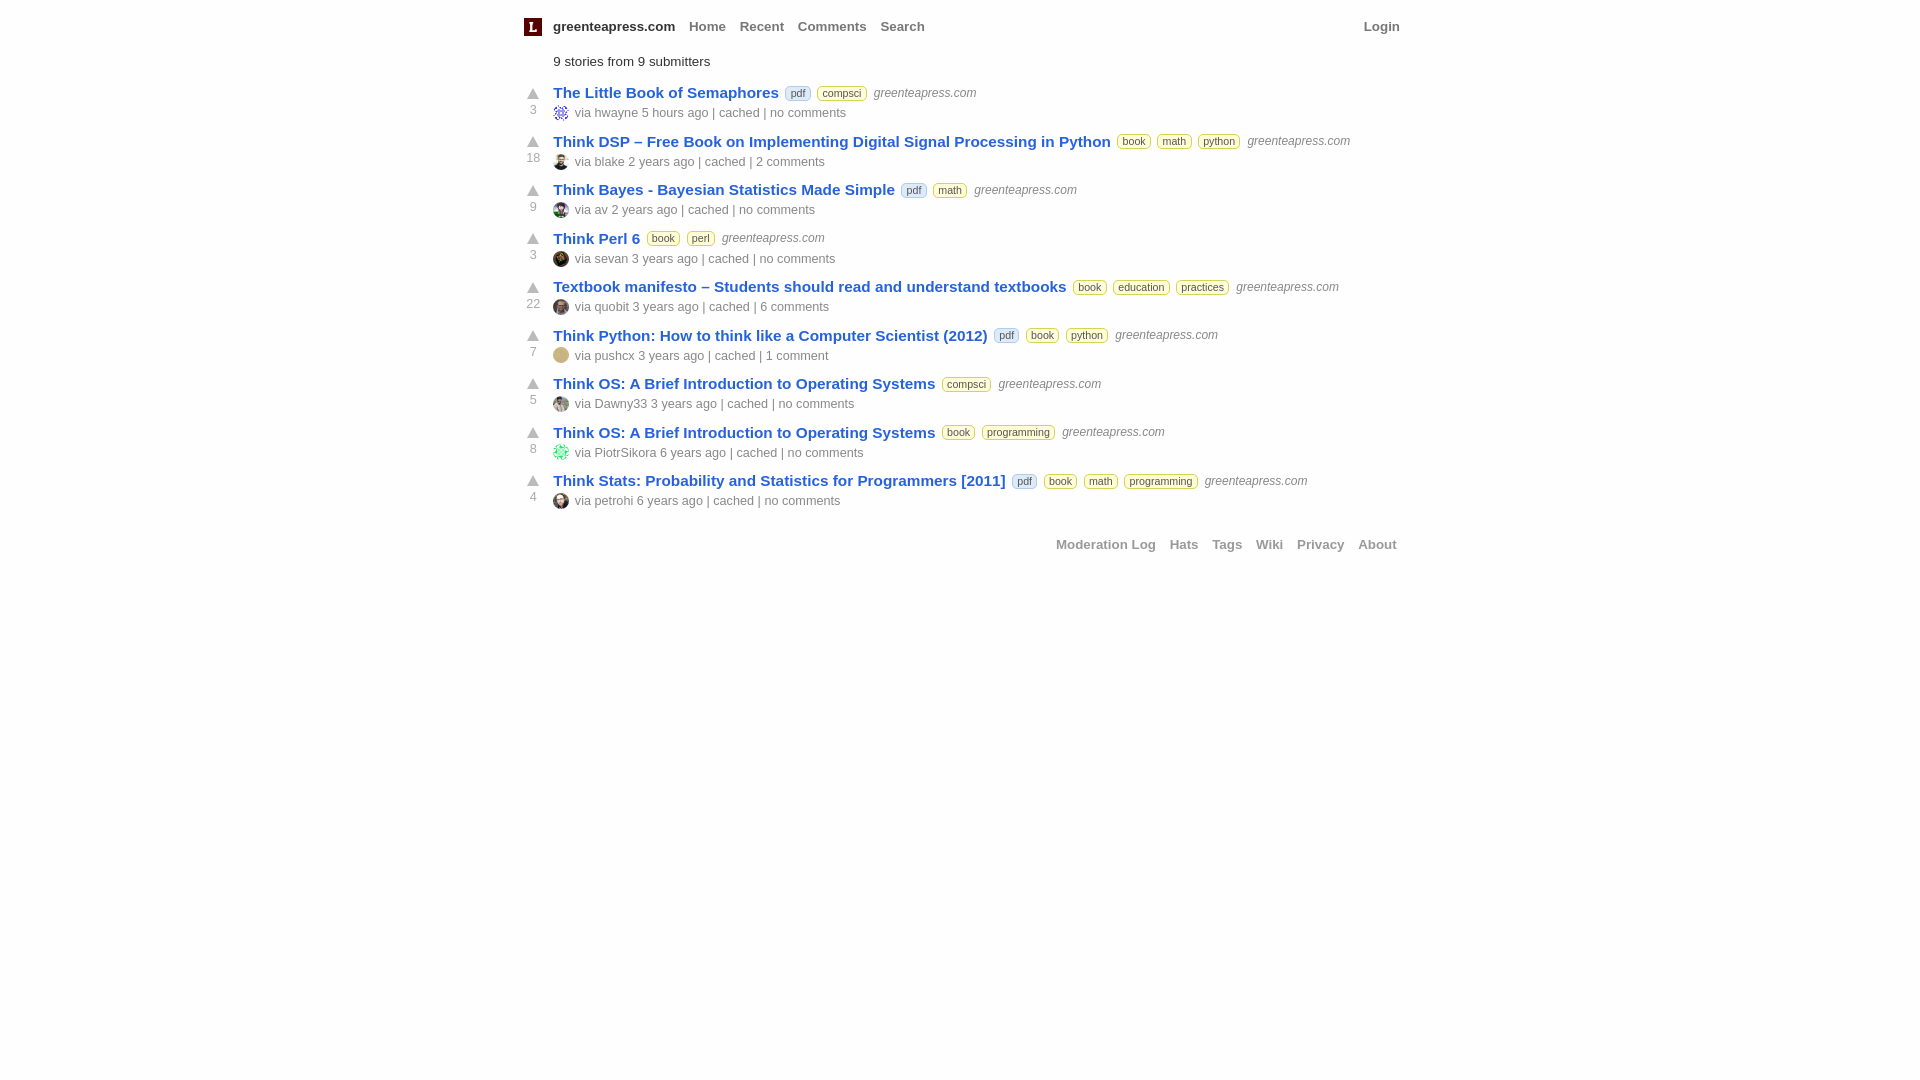 L greenteapress.com Home Recent Comments Search Login
9 stories from 9 submitters
The Little Book of Semaphores pdf compsci greenteapress.com
3 via hwayne 5 hours ago | cached | no comments
Think DSP – Free Book on Implementing Digital Signal Processing in Python book math python greenteapress.com
18 via blake 2 years ago | cached | 2 comments
Think Bayes - Bayesian Statistics Made Simple pdf math greenteapress.com
9 via av 2 years ago | cached | no comments
Think Perl 6 book perl greenteapress.com
3 via sevan 3 years ago | cached | no comments
Textbook manifesto – Students should read and understand textbooks book education practices greenteapress.com
22 via quobit 3 years ago | cached | 6 comments
Think Python: How to think like a Computer Scientist (2012) pdf book python greenteapress.com
7 via pushcx 3 years ago | cached | 1 comment
Think OS: A Brief Introduction to Operating Systems compsci greenteapress.com
5 via Dawny33 3 years ago | cached | no comments
Think OS: A Brief Introduction to Operating Systems book programming greenteapress.com
8 via PiotrSikora 6 years ago | cached | no comments
Think Stats: Probability and Statistics for Programmers [2011] pdf book math programming greenteapress.com
4 via petrohi 6 years ago | cached | no comments
Moderation Log Hats Tags Wiki Privacy About